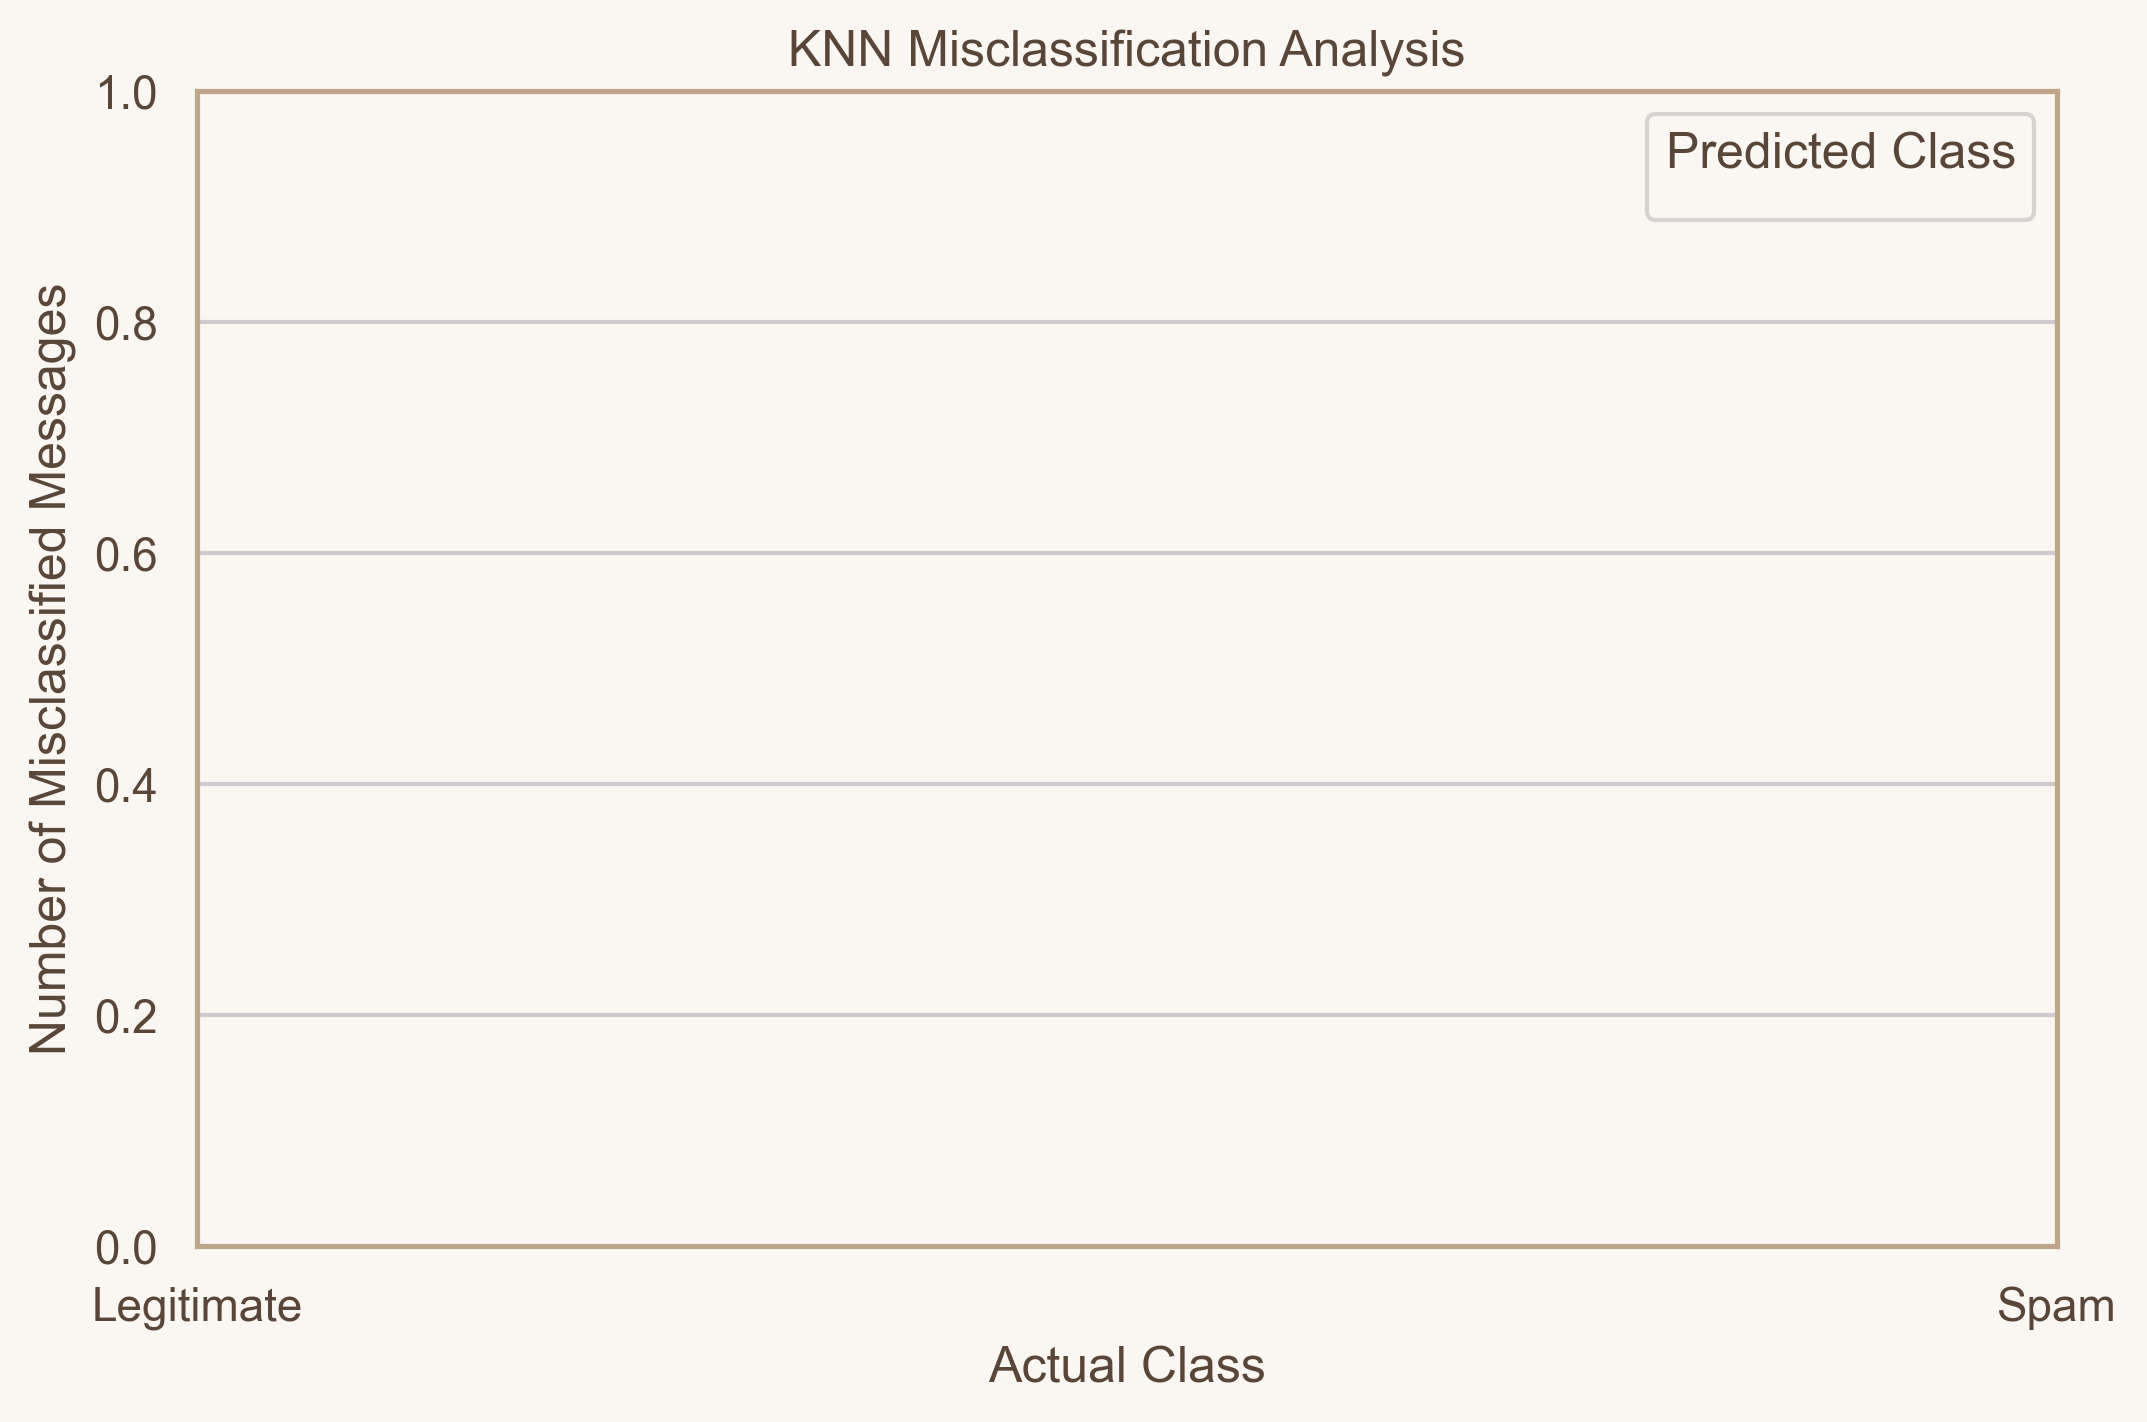 KNN Misclassification Analysis
Predicted Class
Number of Misclassified Messages
1.0
0.8
0.6
0.4
0.2
0.0
Legitimate
Spam
Actual Class